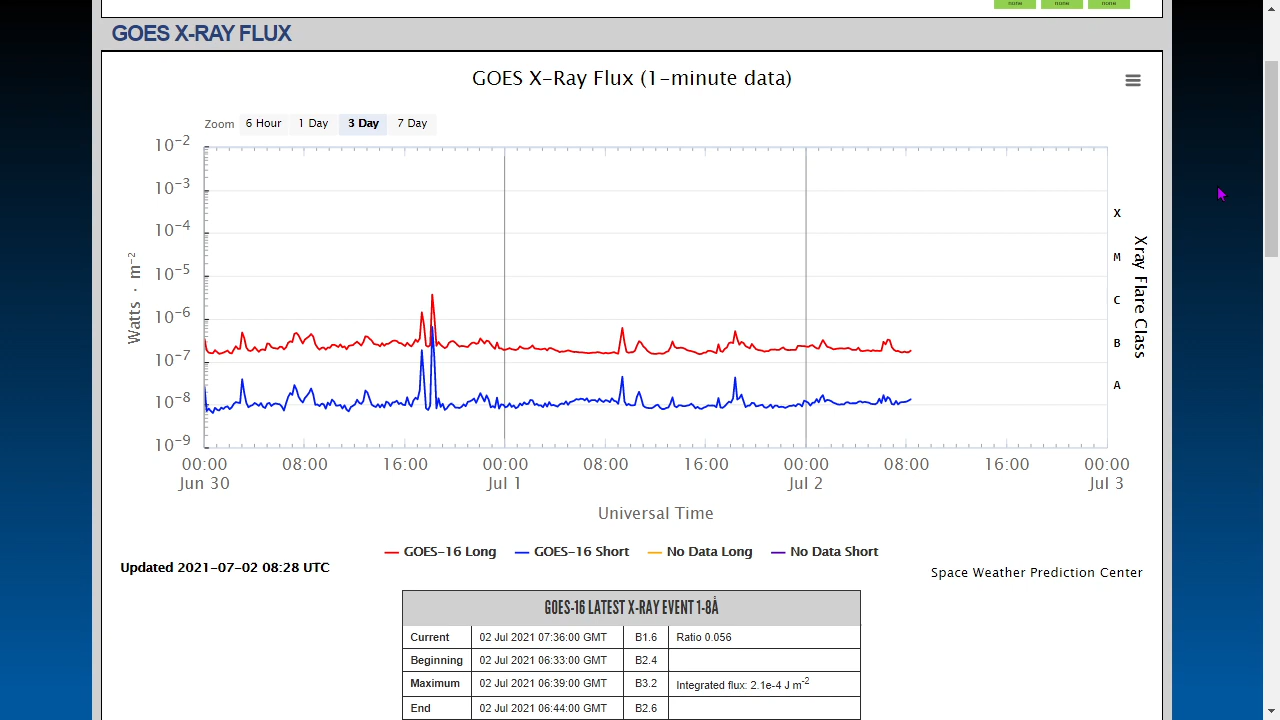 none none none
GOES X-RAY FLUX
GOES X-Ray Flux (1-minute data)
Zoom 6 Hour 1 Day 3 Day 7 Day
10-2
10-3
10-4
10-5
10-6
10-7
10-8
10-9
Watts · m-2
X
M
C
B
A
Xray Flare Class
00:00 08:00 16:00 00:00 08:00 16:00 00:00 08:00 16:00 00:00
Jun 30 Jul 1 Jul 2 Jul 3
Universal Time
GOES-16 Long GOES-16 Short No Data Long No Data Short
Updated 2021-07-02 08:28 UTC
Space Weather Prediction Center
GOES-16 LATEST X-RAY EVENT 1-8Å
Current 02 Jul 2021 07:36:00 GMT B1.6 Ratio 0.056
Beginning 02 Jul 2021 06:33:00 GMT B2.4
Maximum 02 Jul 2021 06:39:00 GMT B3.2 Integrated flux: 2.1e-4 J m-2
End 02 Jul 2021 06:44:00 GMT B2.6